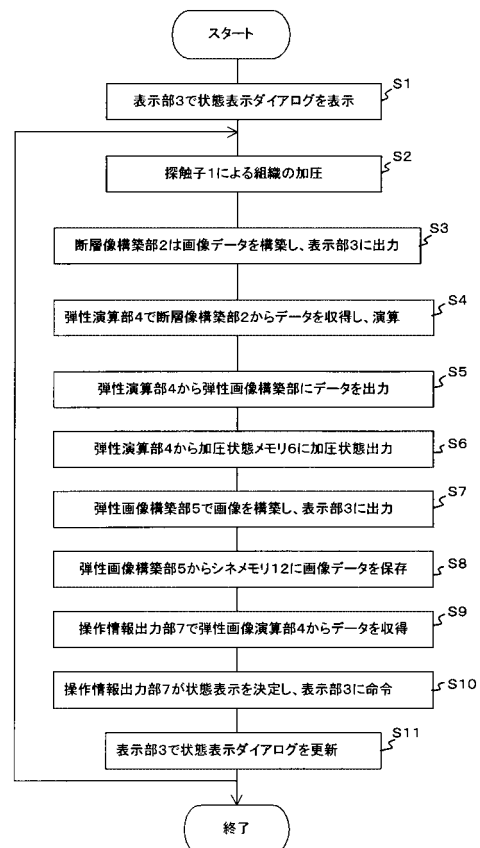 スタート
S1
表示部3で状態表示ダイアログを表示
S2
探触子1による組織の加圧
S3
断層像構築部2は画像データを構築し、表示部3に出力
S4
弾性演算部4で断層像構築部2からデータを収得し、演算
S5
弾性演算部4から弾性画像構築部にデータを出力
S6
弾性演算部4から加圧状態メモリ6に加圧状態出力
S7
弾性画像構築部5で画像を構築し、表示部3に出力
S8
弾性画像構築部5からシネメモリ12に画像データを保存
S9
操作情報出力部7で弾性画像演算部4からデータを収得
S10
操作情報出力部7が状態表示を決定し、表示部3に命令
S11
表示部3で状態表示ダイアログを更新
終了